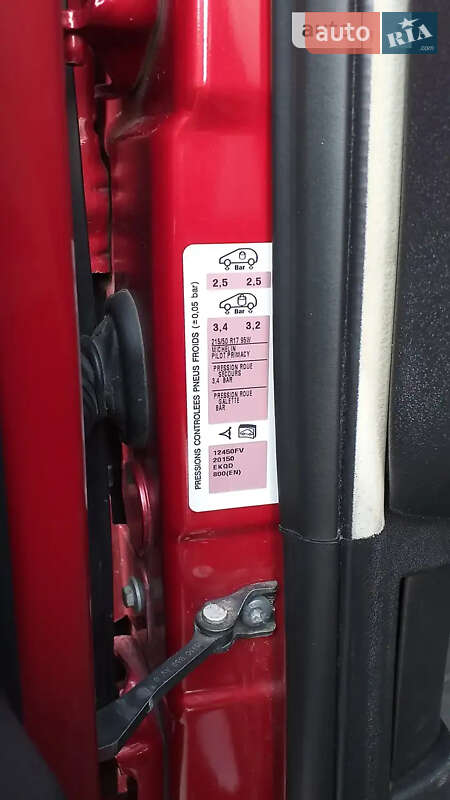 auto RIA .com
PRESSIONS CONTROLEES PNEUS FROIDS (±0,05 bar)
Bar
2,5 2,5
Bar
3,4 3,2
215/50 R17 95W
MICHELIN
PILOT PRIMACY
PRESSION ROUE
SECOURS
3,4 BAR
PRESSION ROUE
GALETTE
BAR
12450FV
20150
EKQD
800(EN)